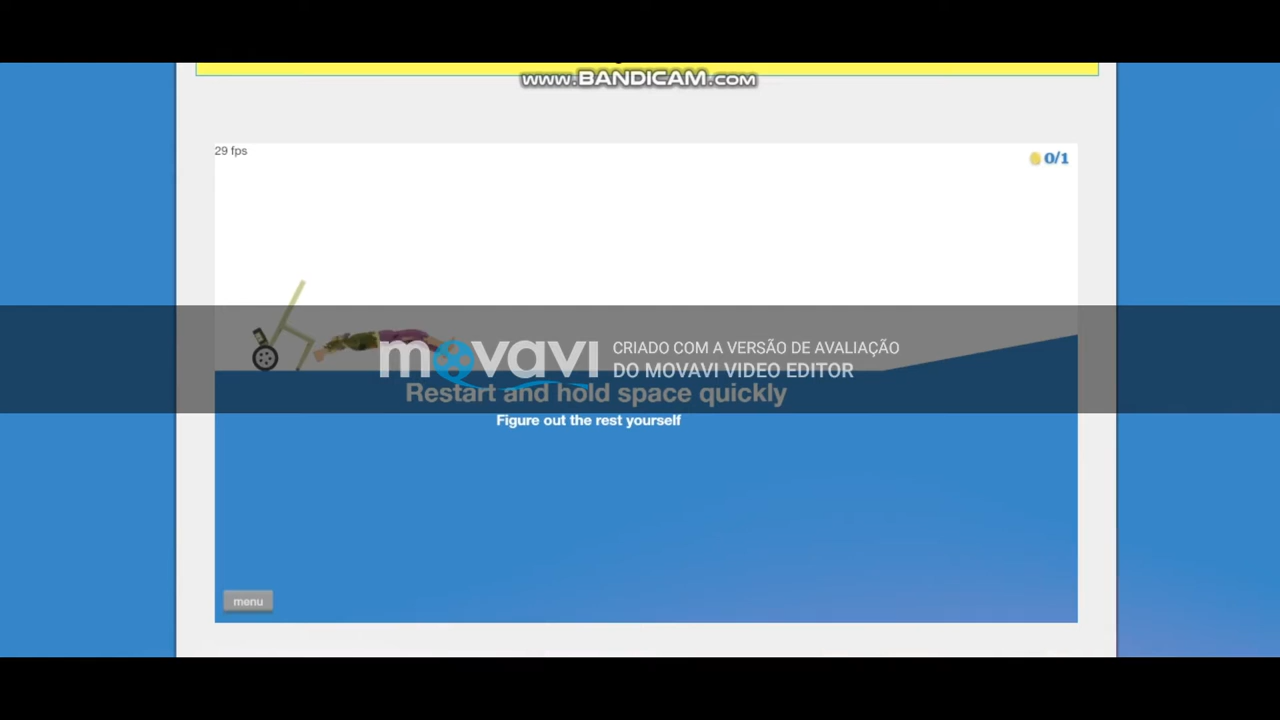 www.BANDICAM.com
29 fps
0/1
movavi
CRIADO COM A VERSÃO DE AVALIAÇÃO
DO MOVAVI VIDEO EDITOR
Restart and hold space quickly
Figure out the rest yourself
menu